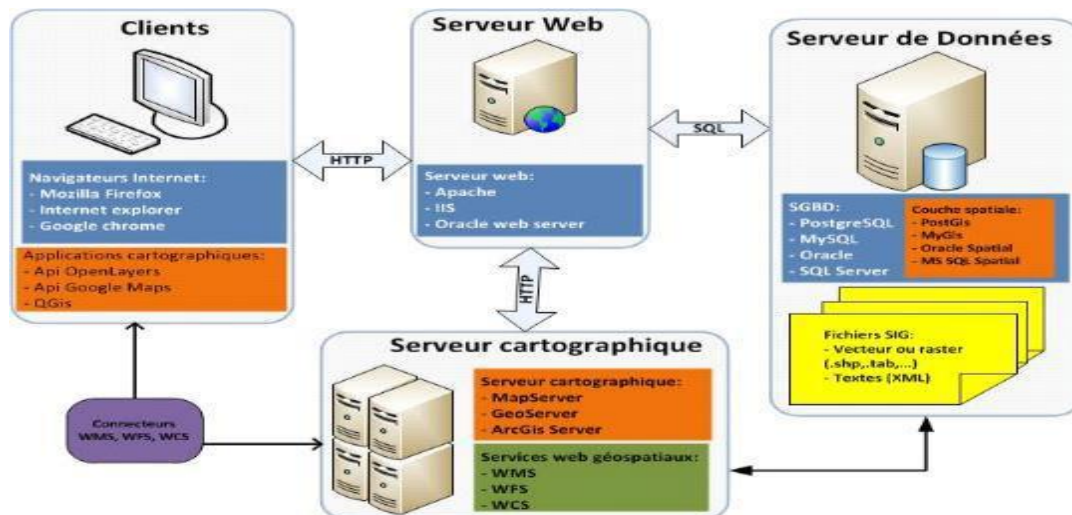 Clients
Navigateurs Internet:
- Mozilla Firefox
- Internet explorer
- Google chrome
Applications cartographiques:
- Api OpenLayers
- Api Google Maps
- QGis
HTTP
Serveur Web
Serveur web:
- Apache
- IIS
- Oracle web server
SQL
Serveur de Données
SGBD:
- PostgreSQL
- MySQL
- Oracle
- SQL Server
Couche spatiale:
- PostGis
- MyGis
- Oracle Spatial
- MS SQL Spatial
Fichiers SIG:
- Vecteur ou raster
(.shp,.tab,...)
- Textes (XML)
HTTP
Serveur cartographique
Serveur cartographique:
- MapServer
- GeoServer
- ArcGis Server
Services web géospatiaux:
- WMS
- WFS
- WCS
Connecteurs
WMS, WFS, WCS